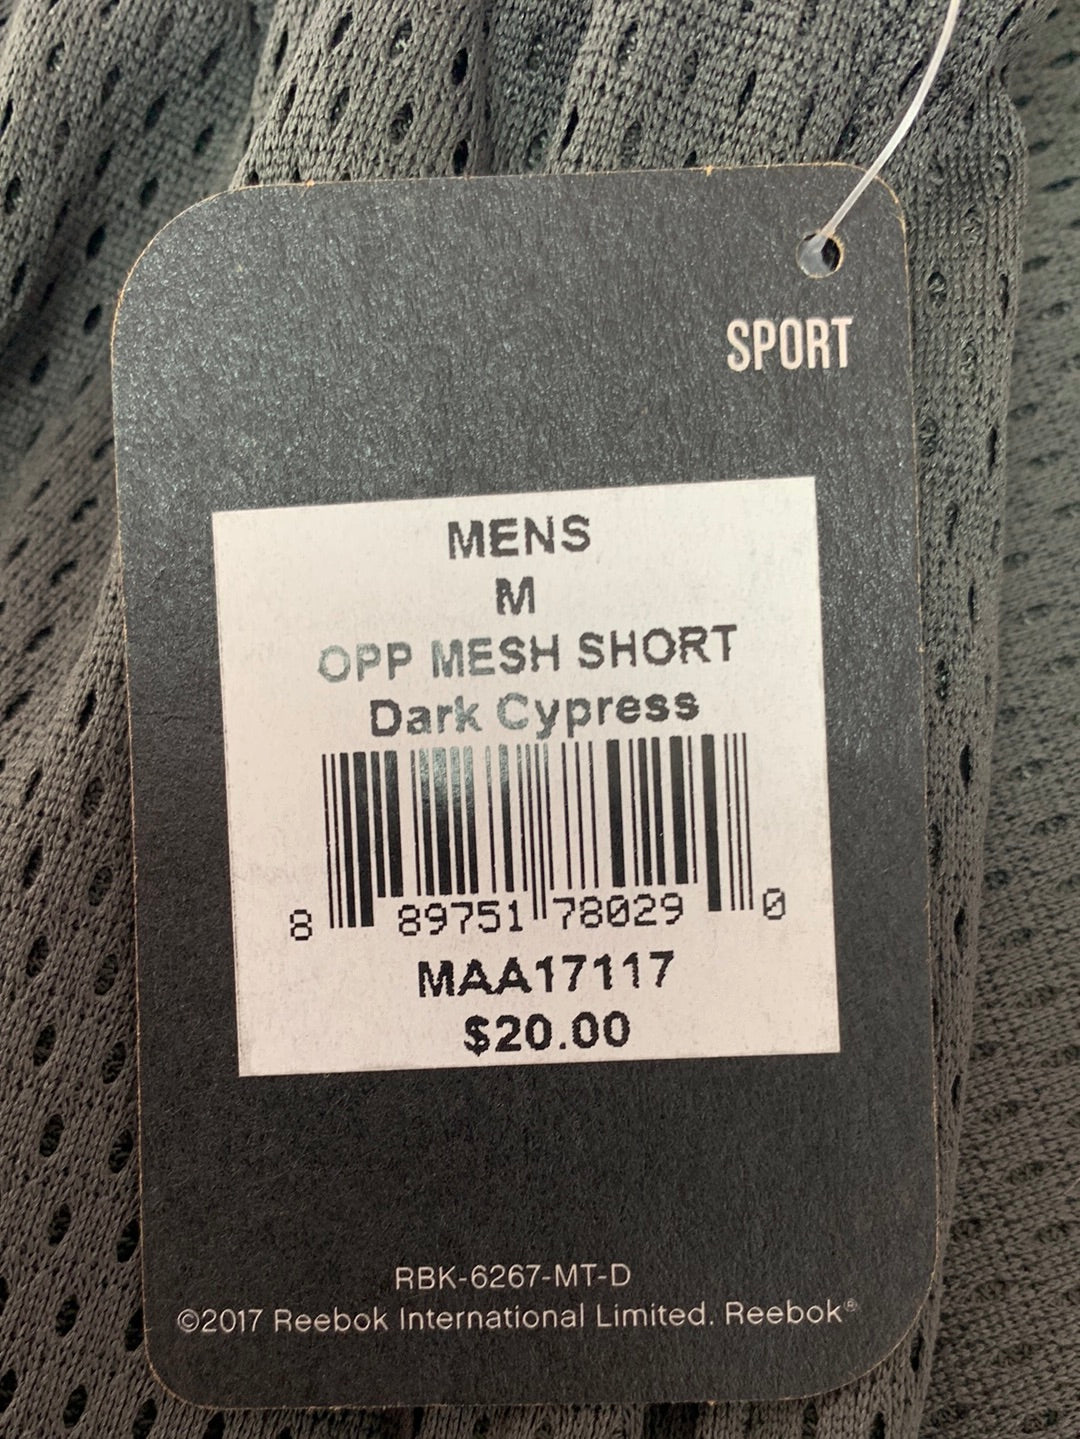 SPORT
MENS
M
OPP MESH SHORT
Dark Cypress
8 89751 78029 0
MAA17117
$20.00
RBK-6267-MT-D
©2017 Reebok International Limited. Reebok®